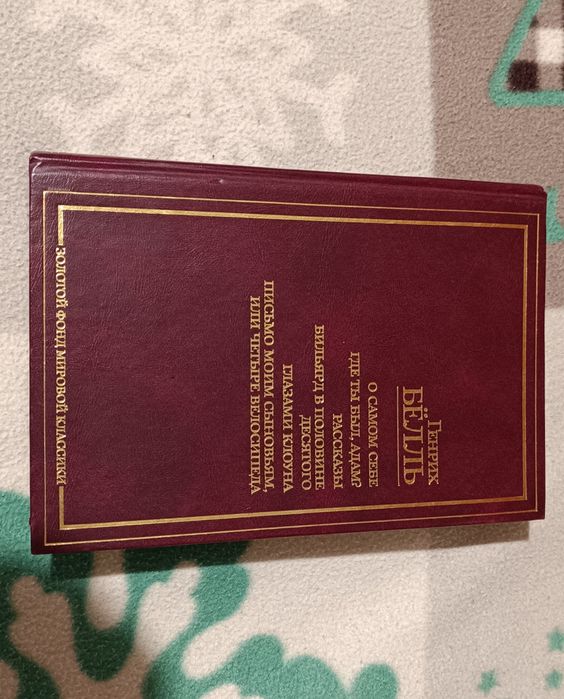 ГЕНРИХ
БЁЛЛЬ
О САМОМ СЕБЕ
ГДЕ ТЫ БЫЛ, АДАМ?
РАССКАЗЫ
БИЛЬЯРД В ПОЛОВИНЕ
ДЕСЯТОГО
ГЛАЗАМИ КЛОУНА
ПИСЬМО МОИМ СЫНОВЬЯМ,
ИЛИ ЧЕТЫРЕ ВЕЛОСИПЕДА
ЗОЛОТОЙ ФОНД МИРОВОЙ КЛАССИКИ